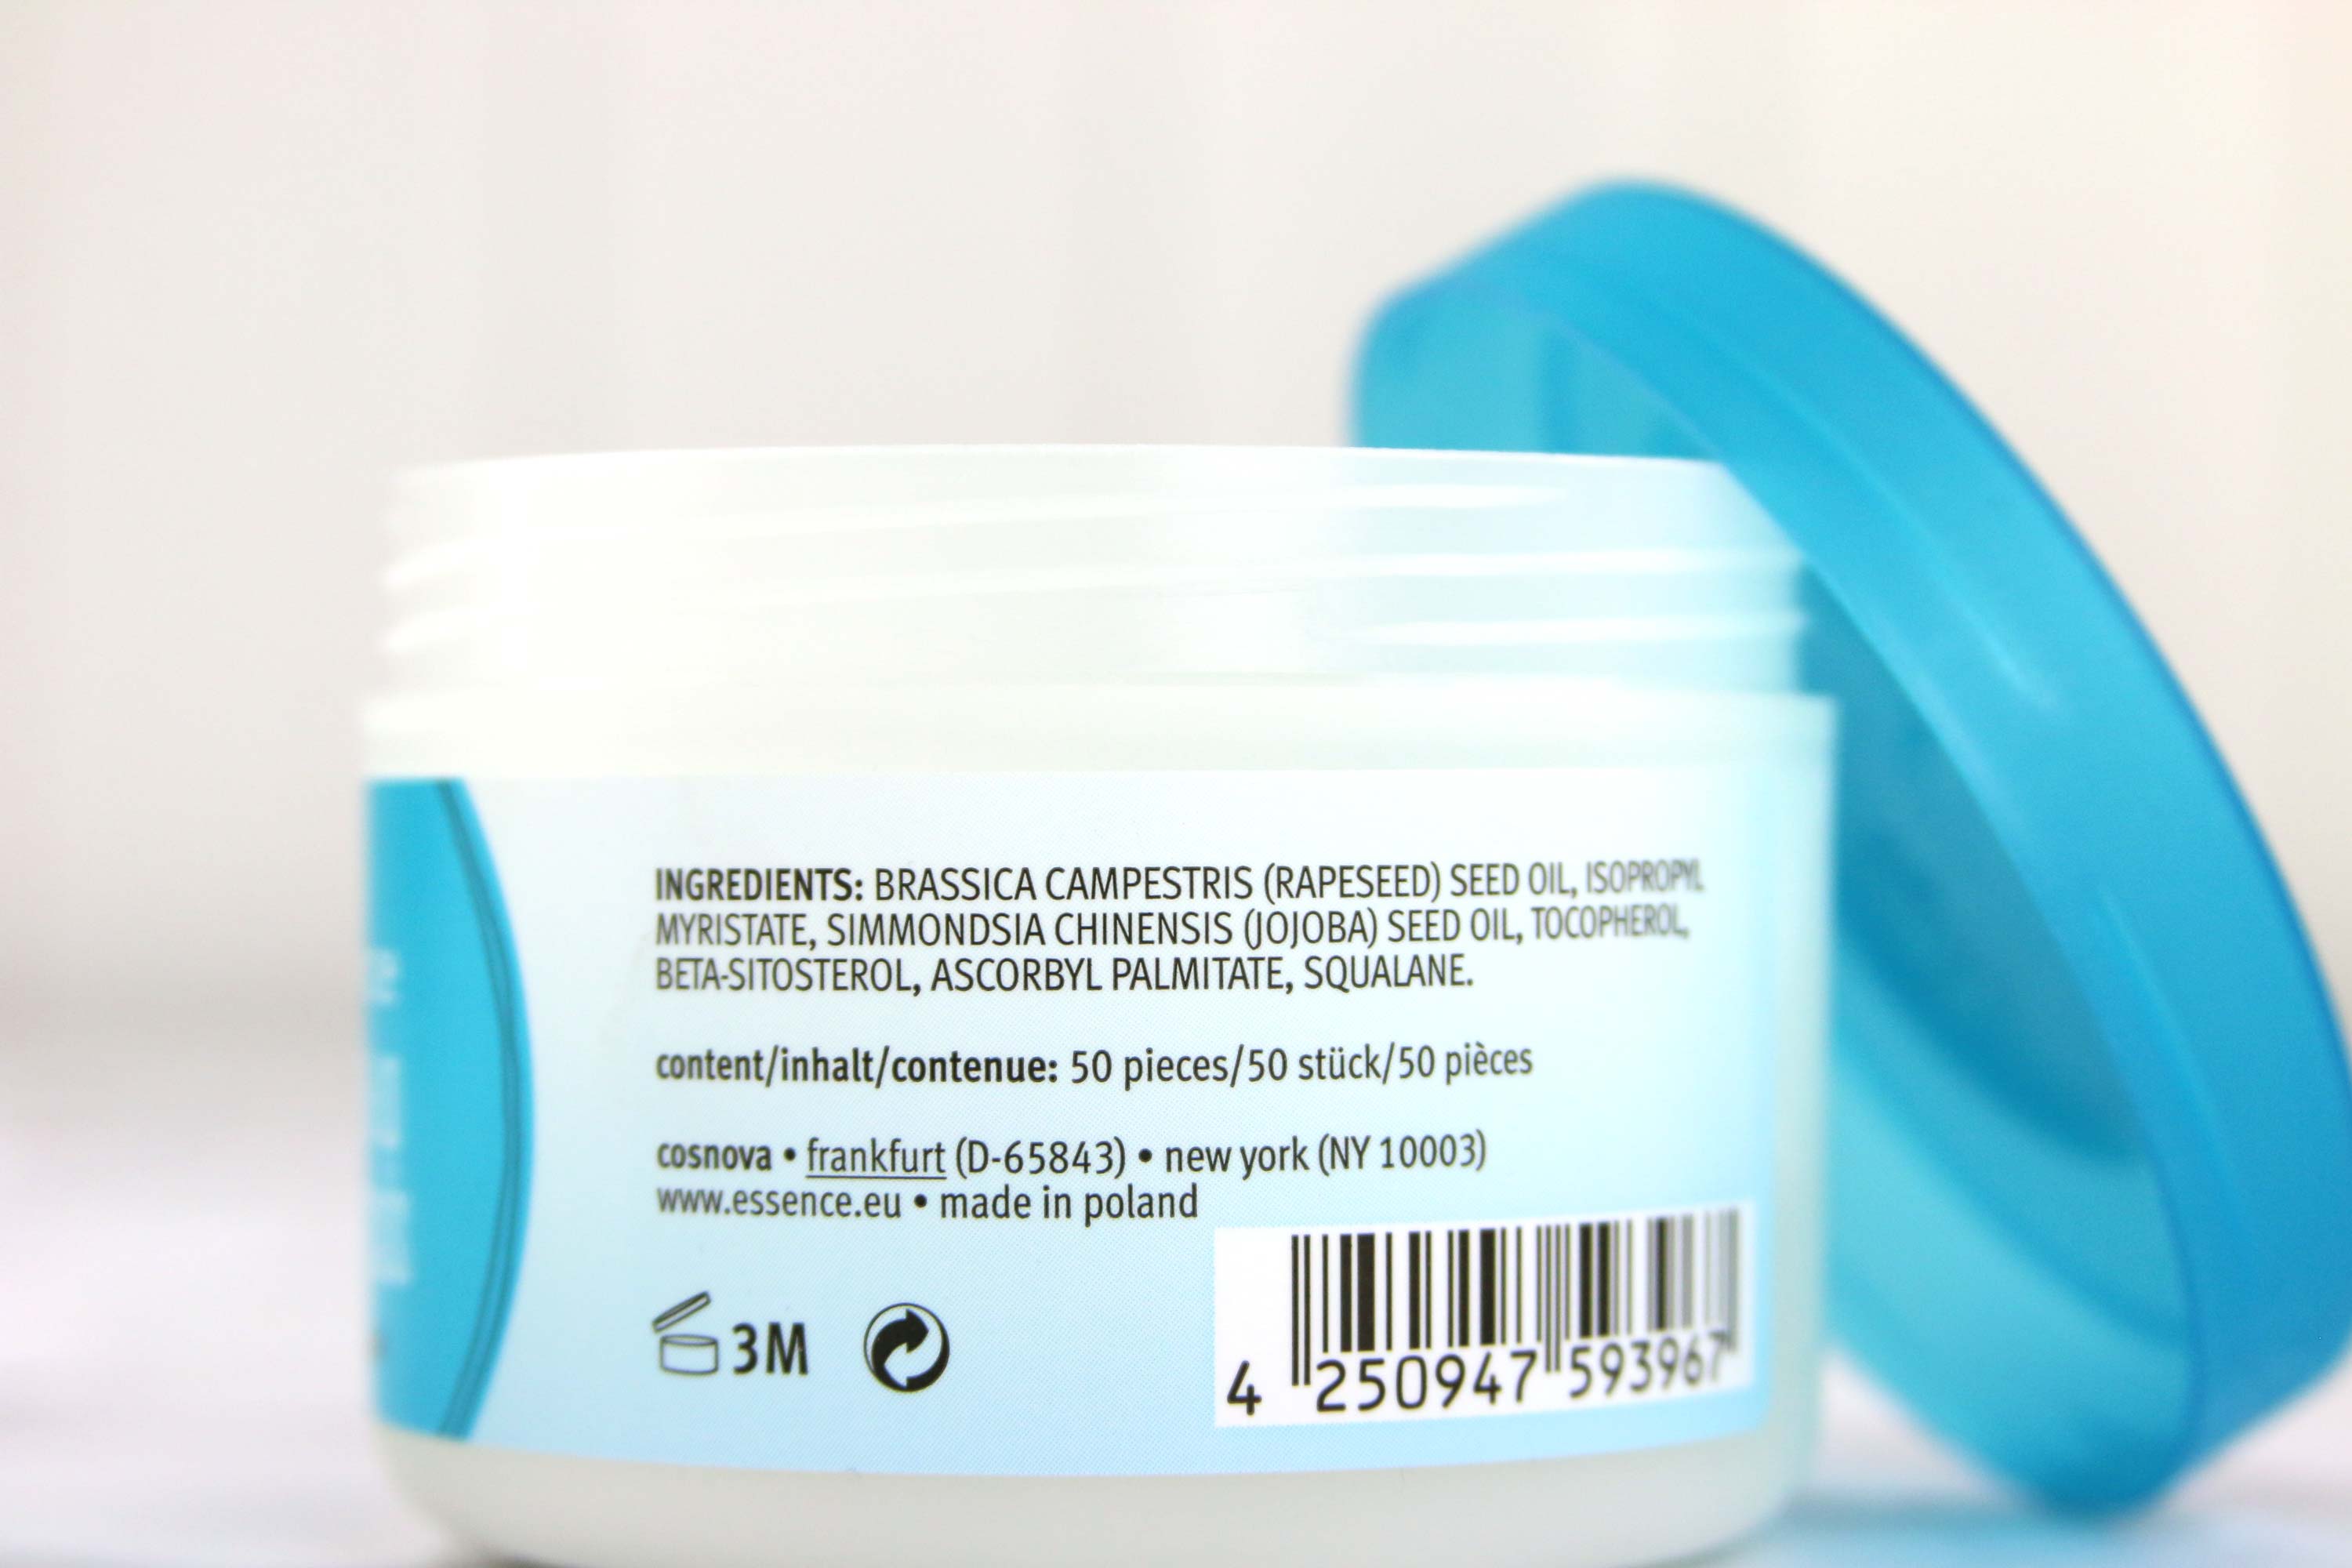 INGREDIENTS: BRASSICA CAMPESTRIS (RAPESEED) SEED OIL, ISOPROPYL
MYRISTATE, SIMMONDSIA CHINENSIS (JOJOBA) SEED OIL, TOCOPHEROL,
BETA-SITOSTEROL, ASCORBYL PALMITATE, SQUALANE.
content/inhalt/contenue: 50 pieces/50 stück/50 pièces
cosnova • frankfurt (D-65843) • new york (NY 10003)
www.essence.eu • made in poland
3M
4 250947 593967